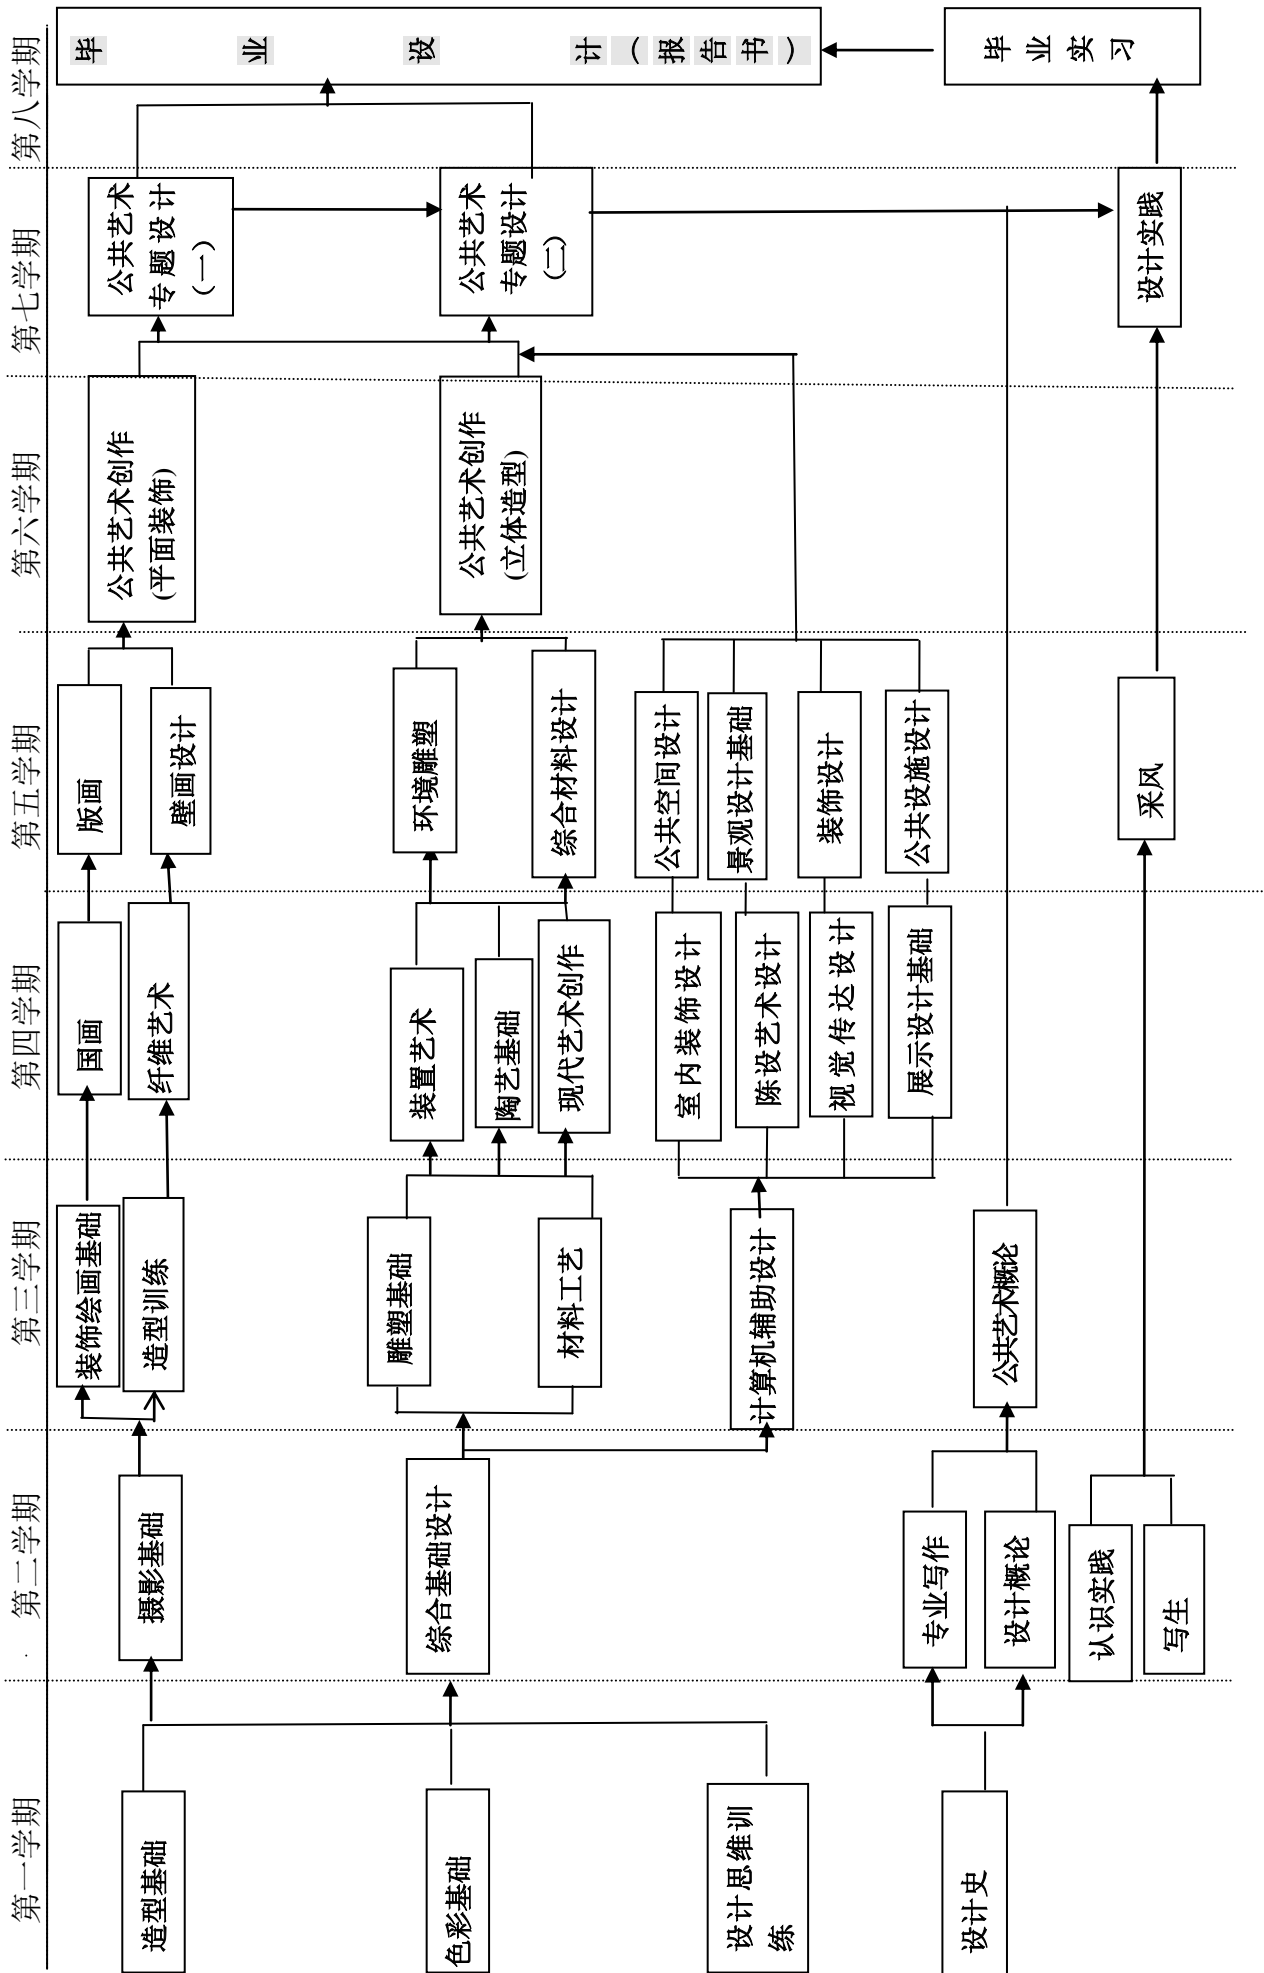 第一学期
造型基础
色彩基础
设计思维训
练
设计史
第二学期
摄影基础
综合基础设计
专业写作
设计概论
认识实践
写生
第三学期
装饰绘画基础
造型训练
雕塑基础
材料工艺
计算机辅助设计
公共艺术概论
第四学期
国画
纤维艺术
装置艺术
陶艺基础
现代艺术创作
室内装饰设计
陈设艺术设计
视觉传达设计
展示设计基础
第五学期
版画
壁画设计
环境雕塑
综合材料设计
公共空间设计
景观设计基础
装饰设计
公共设施设计
采风
第六学期
公共艺术创作
(平面装饰)
公共艺术创作
(立体造型)
第七学期
公共艺术
专题设计
(一)
公共艺术
专题设计
(二)
设计实践
第八学期
毕业设计(报告书)
毕业实习